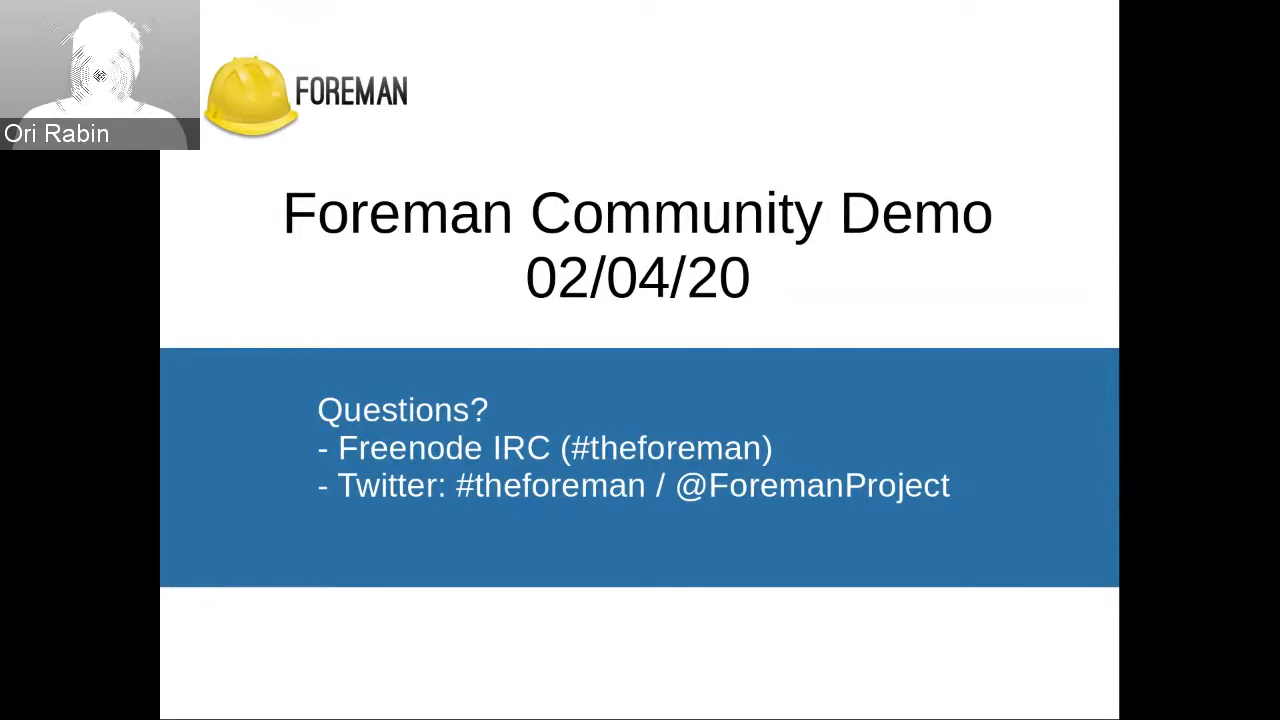 Ori Rabin
FOREMAN
Foreman Community Demo
02/04/20
Questions?
- Freenode IRC (#theforeman)
- Twitter: #theforeman / @ForemanProject